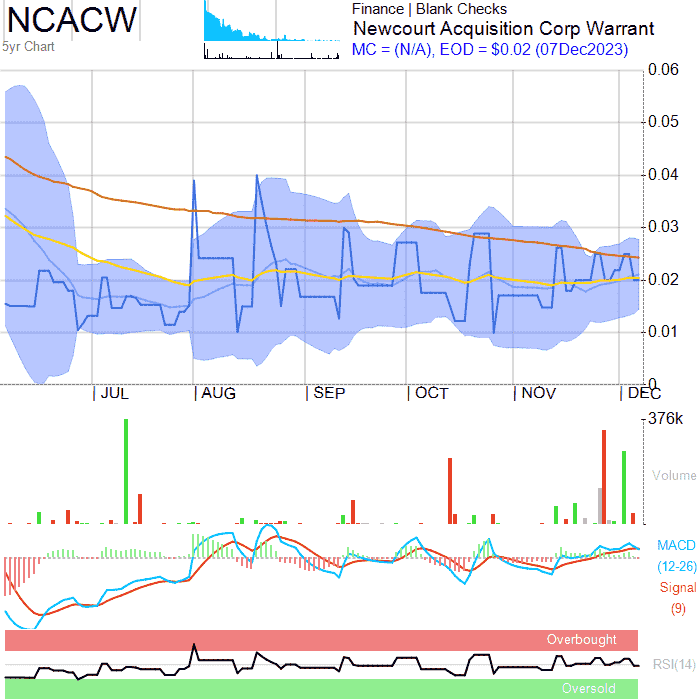 NCACW
5yr Chart
Finance | Blank Checks
Newcourt Acquisition Corp Warrant
MC = (N/A), EOD = $0.02 (07Dec2023)
0.06
0.05
0.04
0.03
0.02
0.01
0
JUL AUG SEP OCT NOV DEC
376k
Volume
MACD
(12-26)
Signal
(9)
Overbought
RSI(14)
Oversold